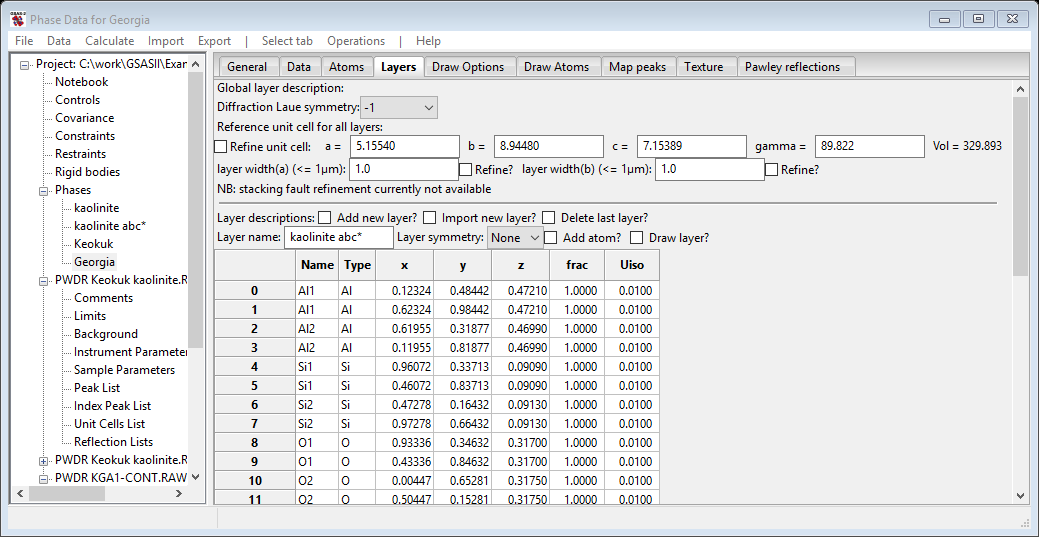 Phase Data for Georgia
File Data Calculate Import Export | Select tab Operations | Help
Project: C:\work\GSASII\Exan
Notebook
Controls
Covariance
Constraints
Restraints
Rigid bodies
Phases
kaolinite
kaolinite abc*
Keokuk
Georgia
PWDR Keokuk kaolinite.R
Comments
Limits
Background
Instrument Parameter
Sample Parameters
Peak List
Index Peak List
Unit Cells List
Reflection Lists
PWDR Keokuk kaolinite.R
PWDR KGA1-CONT.RAW
General Data Atoms Layers Draw Options Draw Atoms Map peaks Texture Pawley reflections
Global layer description:
Diffraction Laue symmetry: -1
Reference unit cell for all layers:
Refine unit cell: a = 5.15540 b = 8.94480 c = 7.15389 gamma = 89.822 Vol = 329.893
layer width(a) (<= 1µm): 1.0 Refine? layer width(b) (<= 1µm): 1.0 Refine?
NB: stacking fault refinement currently not available
Layer descriptions: Add new layer? Import new layer? Delete last layer?
Layer name: kaolinite abc* Layer symmetry: None Add atom? Draw layer?
Name Type x y z frac Uiso
0 Al1 Al 0.12324 0.48442 0.47210 1.0000 0.0100
1 Al1 Al 0.62324 0.98442 0.47210 1.0000 0.0100
2 Al2 Al 0.61955 0.31877 0.46990 1.0000 0.0100
3 Al2 Al 0.11955 0.81877 0.46990 1.0000 0.0100
4 Si1 Si 0.96072 0.33713 0.09090 1.0000 0.0100
5 Si1 Si 0.46072 0.83713 0.09090 1.0000 0.0100
6 Si2 Si 0.47278 0.16432 0.09130 1.0000 0.0100
7 Si2 Si 0.97278 0.66432 0.09130 1.0000 0.0100
8 O1 O 0.93336 0.34632 0.31700 1.0000 0.0100
9 O1 O 0.43336 0.84632 0.31700 1.0000 0.0100
10 O2 O 0.00447 0.65281 0.31750 1.0000 0.0100
11 O2 O 0.50447 0.15281 0.31750 1.0000 0.0100